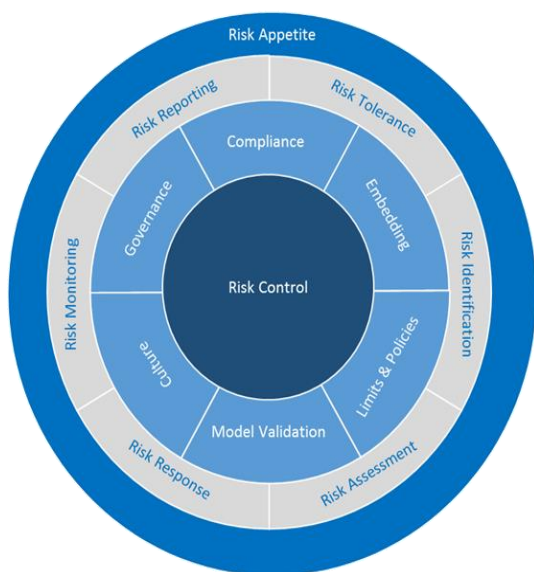 Risk Appetite
Risk Reporting
Risk Tolerance
Compliance
Governance
Embedding
Risk Monitoring
Risk Identification
Risk Control
Culture
Limits & Policies
Model Validation
Risk Response
Risk Assessment